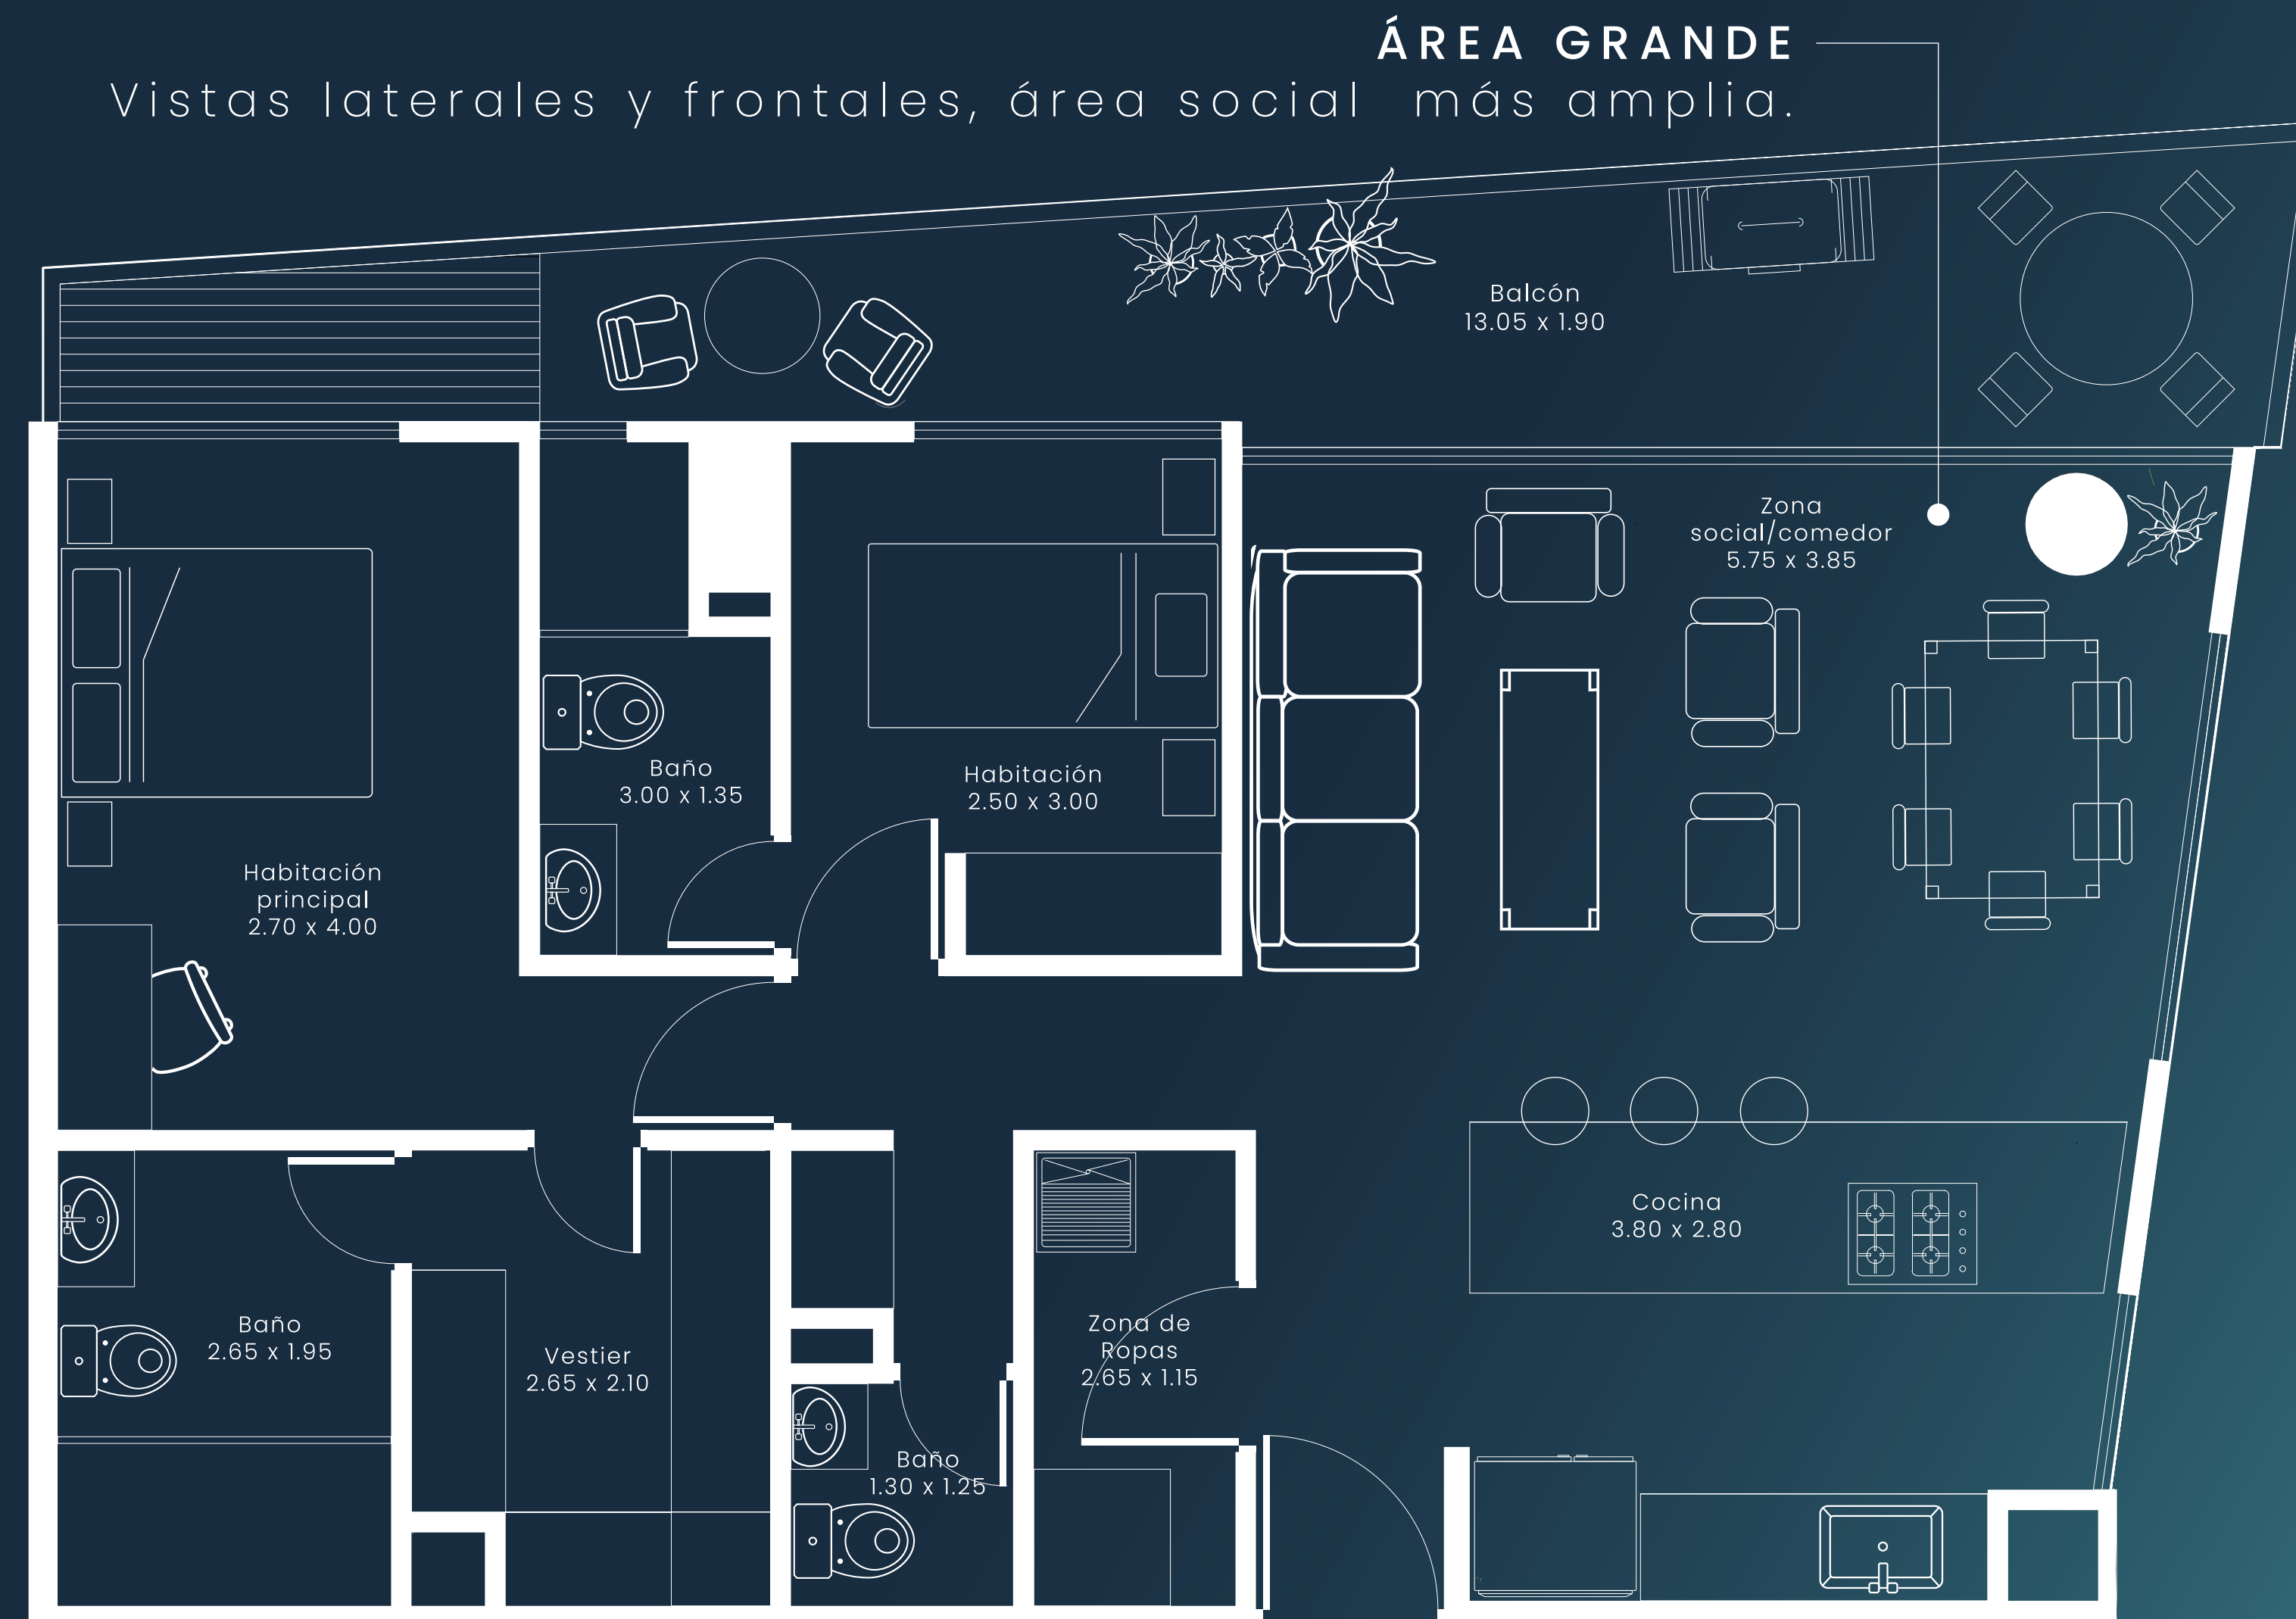 ÁREA GRANDE
Vistas laterales y frontales, área social más amplia.
Balcón
13.05 x 1.90
Zona
social/comedor
5.75 x 3.85
Baño
3.00 x 1.35
Habitación
2.50 x 3.00
Habitación
principal
2.70 x 4.00
Cocina
3.80 x 2.80
Baño
2.65 x 1.95
Vestier
2.65 x 2.10
Zona de
Ropas
2.65 x 1.15
Baño
1.30 x 1.25